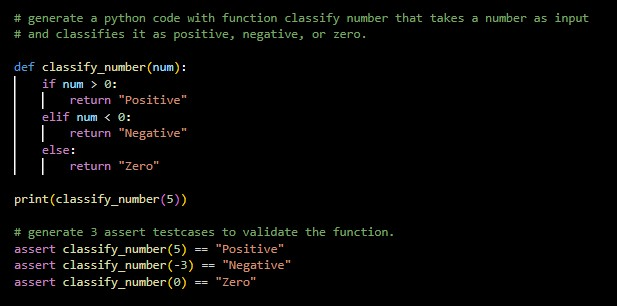 # generate a python code with function classify number that takes a number as input
# and classifies it as positive, negative, or zero.
def classify_number(num):
    if num > 0:
        return "Positive"
    elif num < 0:
        return "Negative"
    else:
        return "Zero"
print(classify_number(5))
# generate 3 assert testcases to validate the function.
assert classify_number(5) == "Positive"
assert classify_number(-3) == "Negative"
assert classify_number(0) == "Zero"